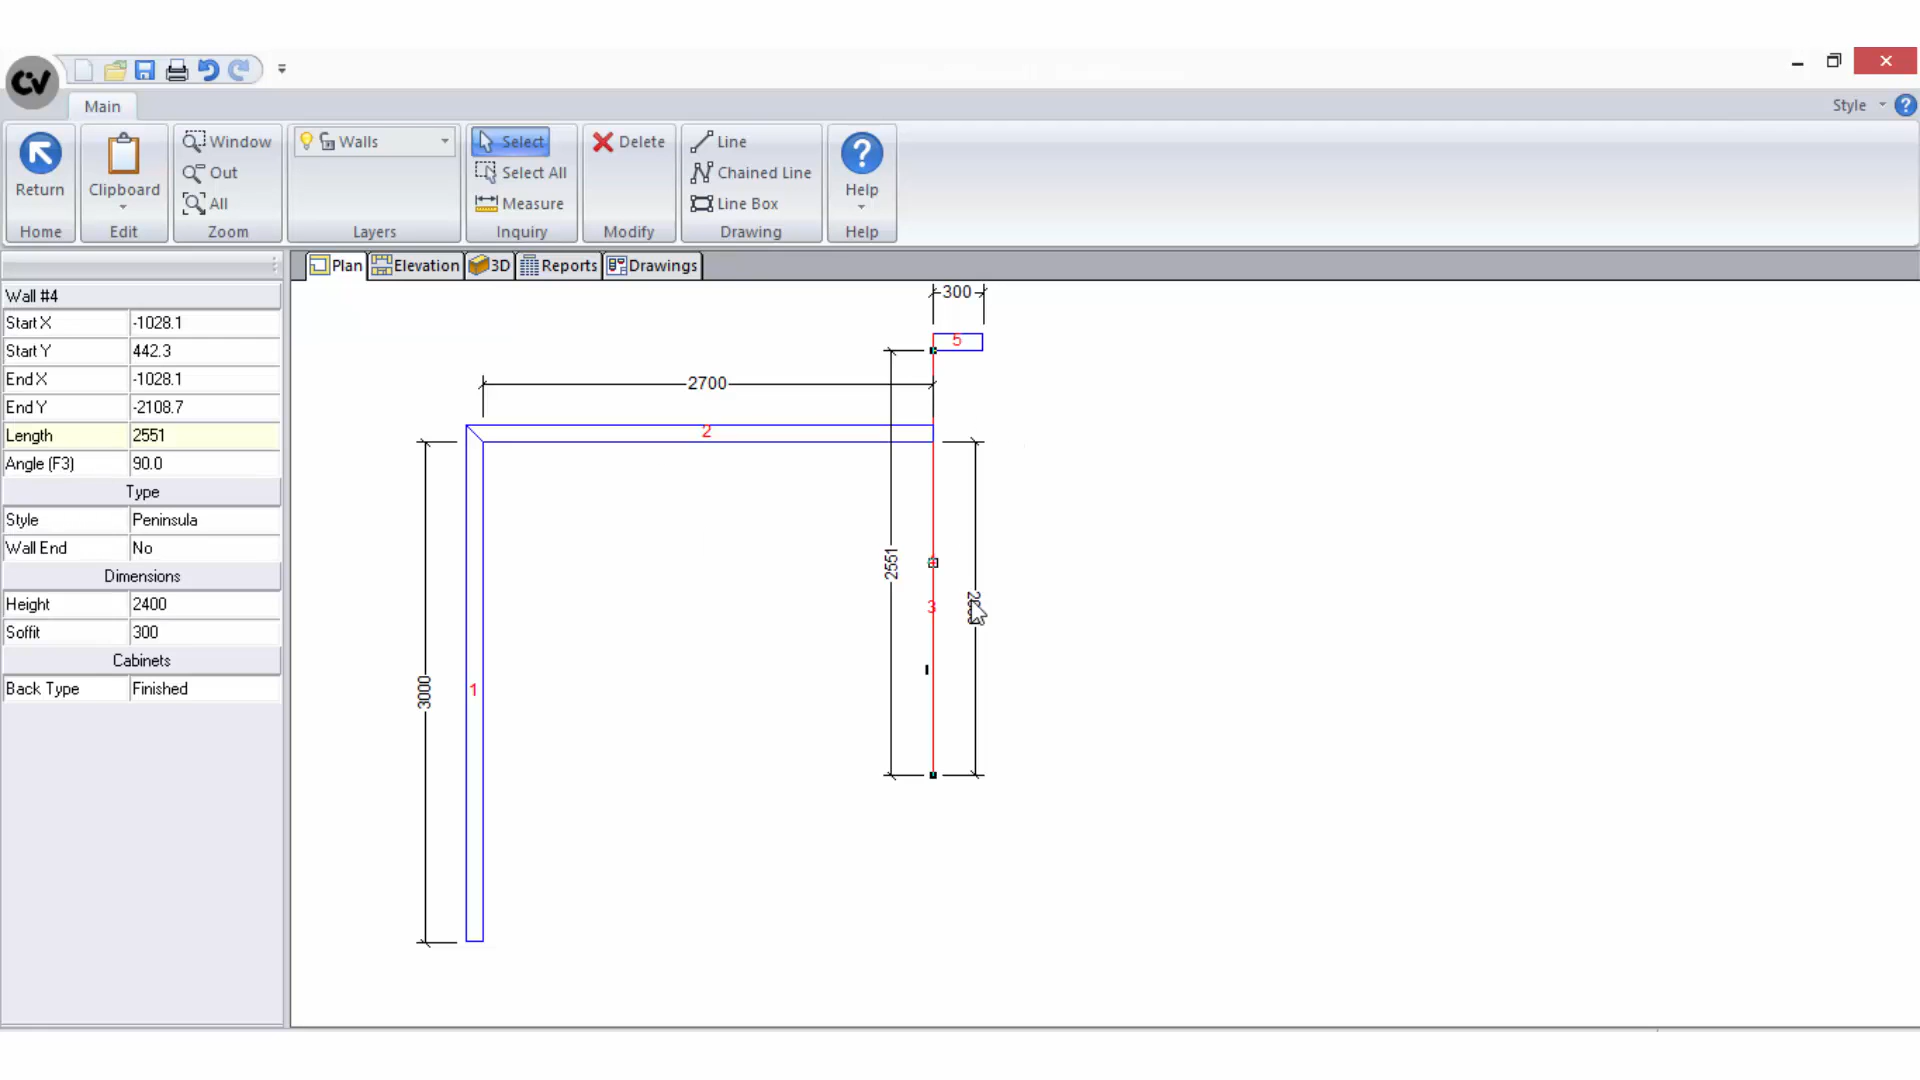 CV
Main
Style
Return
Clipboard
Window
Out
All
Walls
Select
Select All
Measure
Delete
Line
Chained Line
Line Box
Help
Home
Edit
Zoom
Layers
Inquiry
Modify
Drawing
Help
Plan
Elevation
3D
Reports
Drawings
Wall #4
Start X -1028.1
Start Y 442.3
End X -1028.1
End Y -2108.7
Length 2551
Angle (F3) 90.0
Type
Style Peninsula
Wall End No
Dimensions
Height 2400
Soffit 300
Cabinets
Back Type Finished
300
5
2700
2
2551
3
3000
1